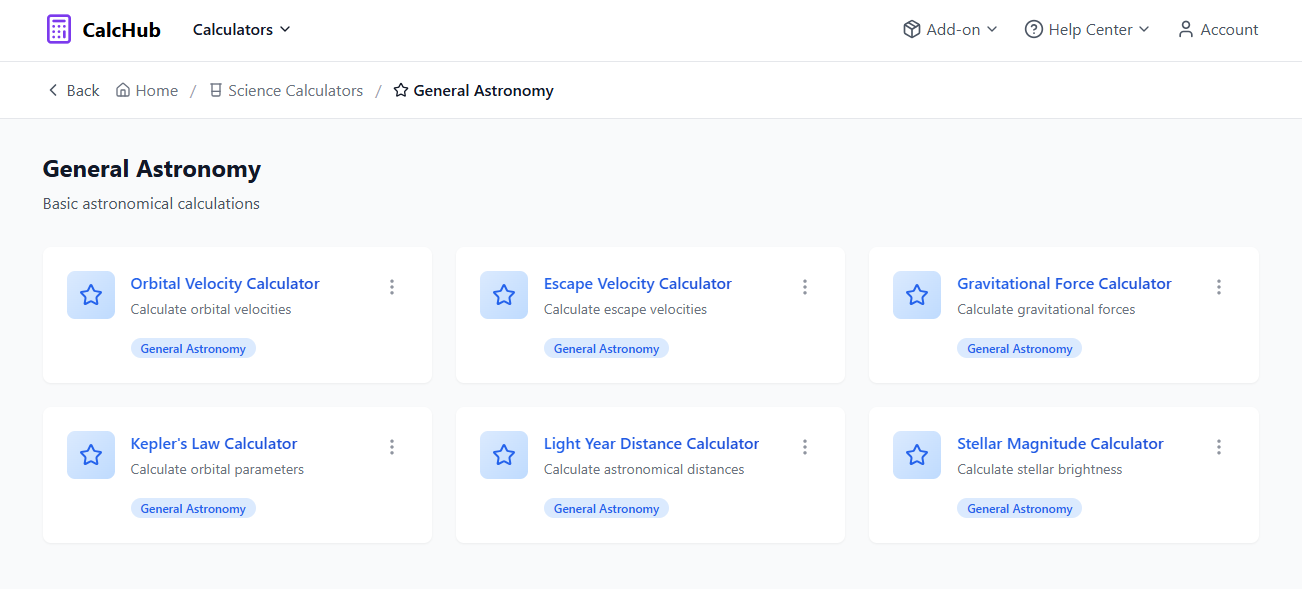 CalcHub Calculators Add-on Help Center Account
Back Home / Science Calculators / General Astronomy
General Astronomy
Basic astronomical calculations
Orbital Velocity Calculator
Calculate orbital velocities
General Astronomy
Escape Velocity Calculator
Calculate escape velocities
General Astronomy
Gravitational Force Calculator
Calculate gravitational forces
General Astronomy
Kepler's Law Calculator
Calculate orbital parameters
General Astronomy
Light Year Distance Calculator
Calculate astronomical distances
General Astronomy
Stellar Magnitude Calculator
Calculate stellar brightness
General Astronomy